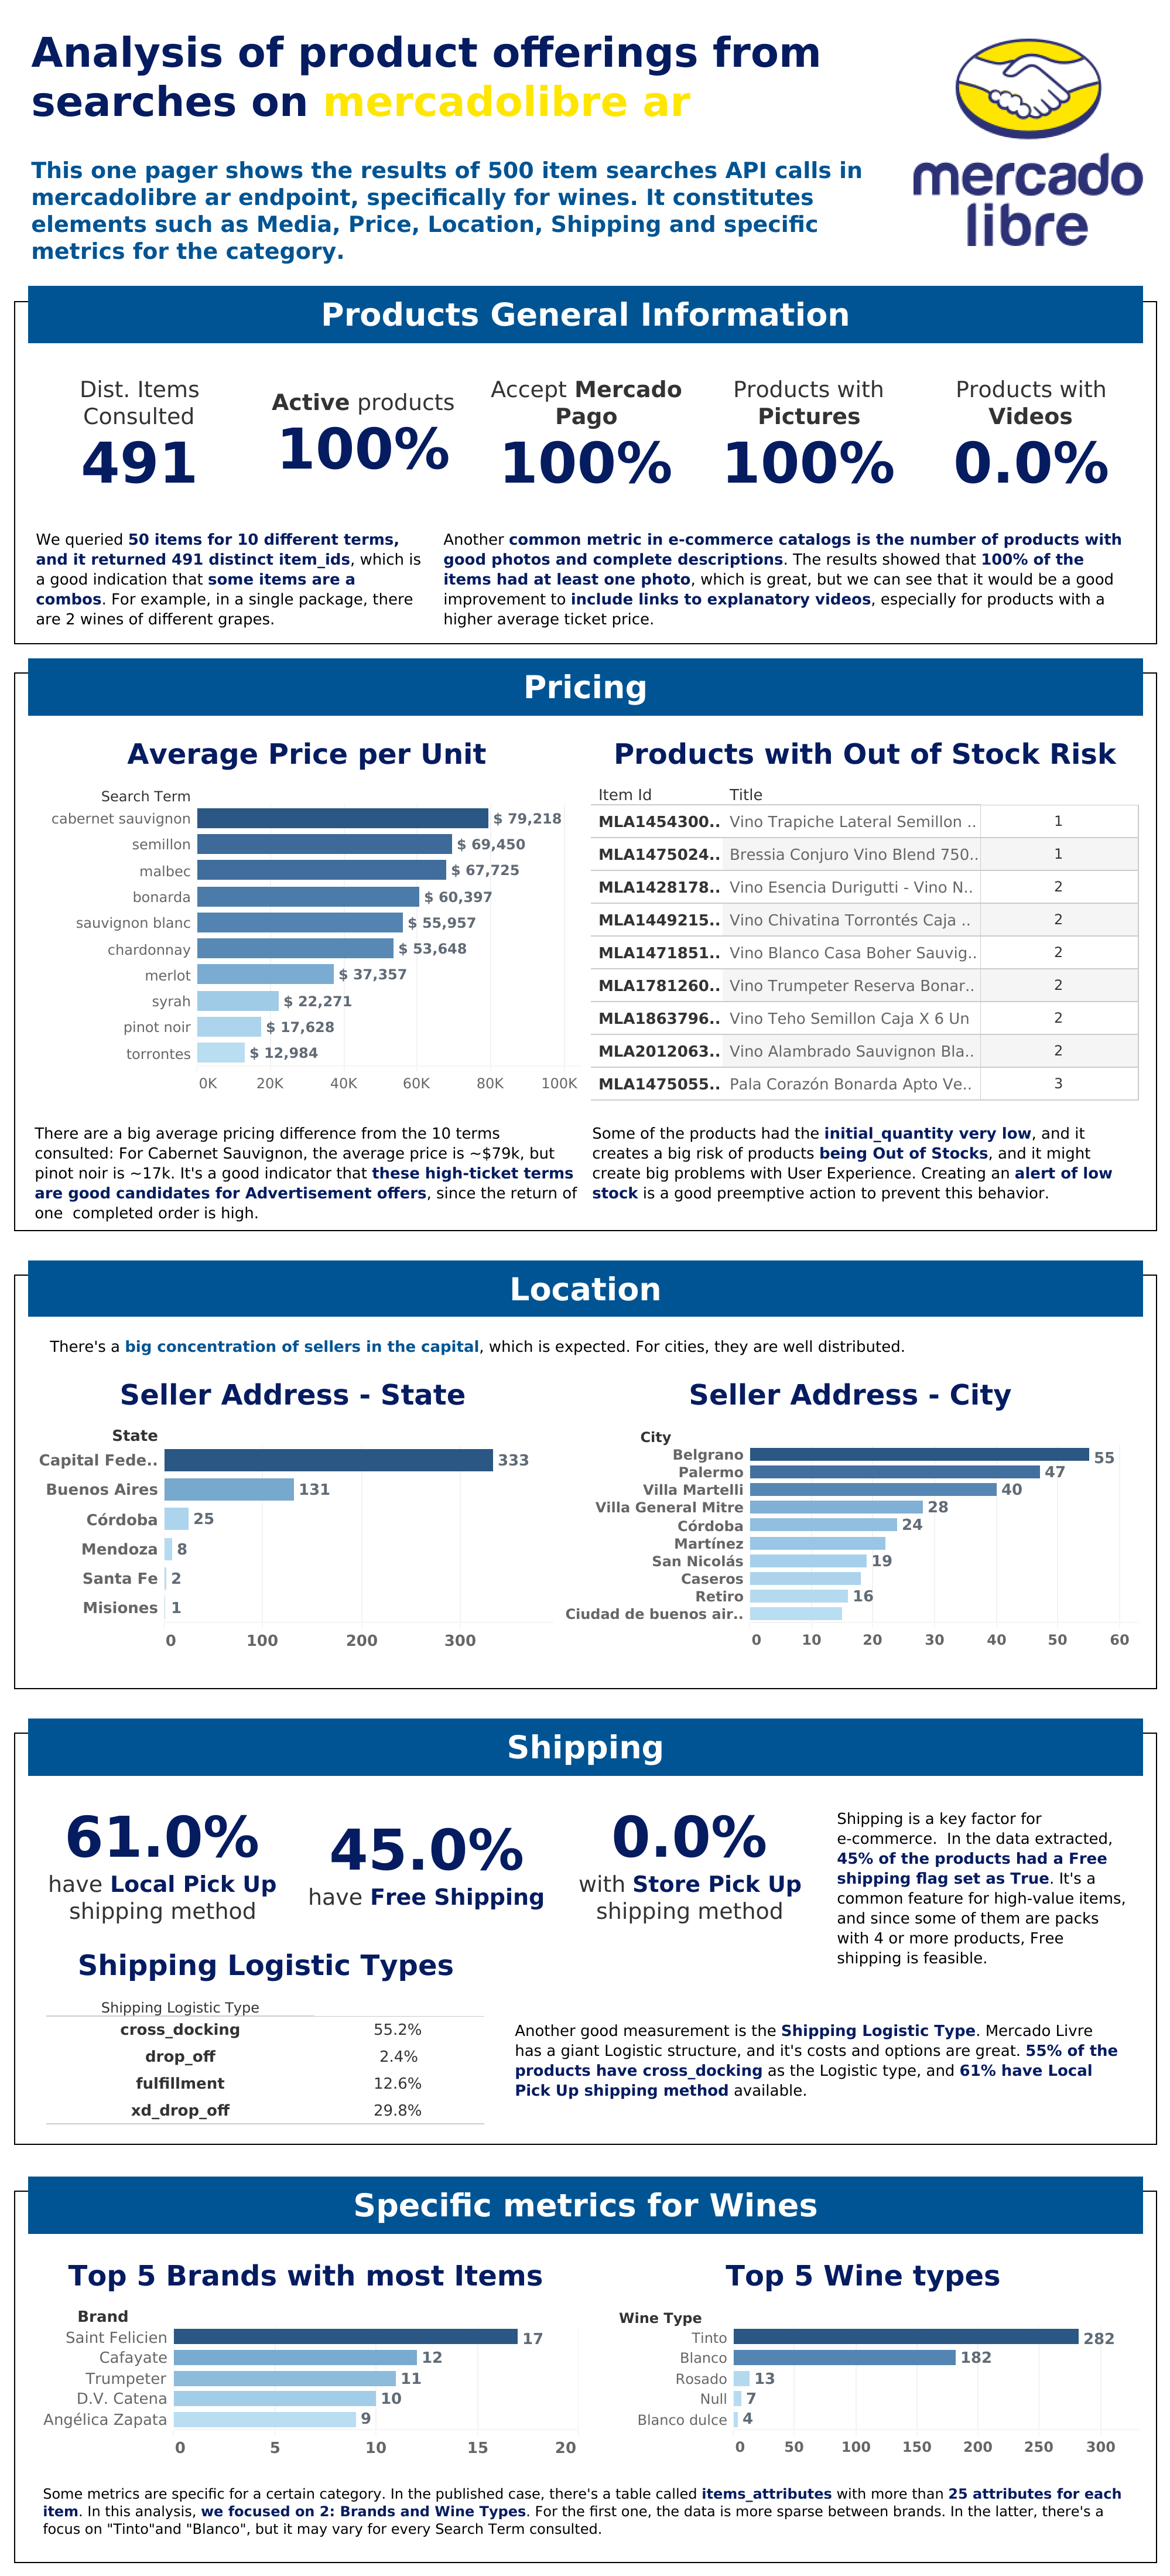 Analysis of product offerings from
searches on mercadolibre ar
This one pager shows the results of 500 item searches API calls in
mercadolibre ar endpoint, specifically for wines. It constitutes
elements such as Media, Price, Location, Shipping and specific
metrics for the category.
mercado
libre
Products General Information
Dist. Items
Consulted
491
Active products
100%
Accept Mercado
Pago
100%
Products with
Pictures
100%
Products with
Videos
0.0%
We queried 50 items for 10 different terms,
and it returned 491 distinct item_ids, which is
a good indication that some items are a
combos. For example, in a single package, there
are 2 wines of different grapes.
Another common metric in e-commerce catalogs is the number of products with
good photos and complete descriptions. The results showed that 100% of the
items had at least one photo, which is great, but we can see that it would be a good
improvement to include links to explanatory videos, especially for products with a
higher average ticket price.
Pricing
Average Price per Unit
Search Term
cabernet sauvignon $ 79,218
semillon $ 69,450
malbec $ 67,725
bonarda $ 60,397
sauvignon blanc $ 55,957
chardonnay $ 53,648
merlot $ 37,357
syrah $ 22,271
pinot noir $ 17,628
torrontes $ 12,984
0K 20K 40K 60K 80K 100K
Products with Out of Stock Risk
Item Id Title
MLA1454300.. Vino Trapiche Lateral Semillon .. 1
MLA1475024.. Bressia Conjuro Vino Blend 750.. 1
MLA1428178.. Vino Esencia Durigutti - Vino N.. 2
MLA1449215.. Vino Chivatina Torrontés Caja .. 2
MLA1471851.. Vino Blanco Casa Boher Sauvig.. 2
MLA1781260.. Vino Trumpeter Reserva Bonar.. 2
MLA1863796.. Vino Teho Semillon Caja X 6 Un 2
MLA2012063.. Vino Alambrado Sauvignon Bla.. 2
MLA1475055.. Pala Corazón Bonarda Apto Ve.. 3
There are a big average pricing difference from the 10 terms
consulted: For Cabernet Sauvignon, the average price is ~$79k, but
pinot noir is ~17k. It's a good indicator that these high-ticket terms
are good candidates for Advertisement offers, since the return of
one  completed order is high.
Some of the products had the initial_quantity very low, and it
creates a big risk of products being Out of Stocks, and it might
create big problems with User Experience. Creating an alert of low
stock is a good preemptive action to prevent this behavior.
Location
There's a big concentration of sellers in the capital, which is expected. For cities, they are well distributed.
Seller Address - State
State
Capital Fede.. 333
Buenos Aires 131
Córdoba 25
Mendoza 8
Santa Fe 2
Misiones 1
0 100 200 300
Seller Address - City
City
Belgrano 55
Palermo 47
Villa Martelli 40
Villa General Mitre 28
Córdoba 24
Martínez
San Nicolás 19
Caseros
Retiro 16
Ciudad de buenos air..
0 10 20 30 40 50 60
Shipping
61.0%
have Local Pick Up
shipping method
45.0%
have Free Shipping
0.0%
with Store Pick Up
shipping method
Shipping is a key factor for
e-commerce.  In the data extracted,
45% of the products had a Free
shipping flag set as True. It's a
common feature for high-value items,
and since some of them are packs
with 4 or more products, Free
shipping is feasible.
Shipping Logistic Types
Shipping Logistic Type
cross_docking 55.2%
drop_off 2.4%
fulfillment 12.6%
xd_drop_off 29.8%
Another good measurement is the Shipping Logistic Type. Mercado Livre
has a giant Logistic structure, and it's costs and options are great. 55% of the
products have cross_docking as the Logistic type, and 61% have Local
Pick Up shipping method available.
Specific metrics for Wines
Top 5 Brands with most Items
Brand
Saint Felicien 17
Cafayate 12
Trumpeter 11
D.V. Catena 10
Angélica Zapata 9
0 5 10 15 20
Top 5 Wine types
Wine Type
Tinto 282
Blanco 182
Rosado 13
Null 7
Blanco dulce 4
0 50 100 150 200 250 300
Some metrics are specific for a certain category. In the published case, there's a table called items_attributes with more than 25 attributes for each
item. In this analysis, we focused on 2: Brands and Wine Types. For the first one, the data is more sparse between brands. In the latter, there's a
focus on "Tinto"and "Blanco", but it may vary for every Search Term consulted.